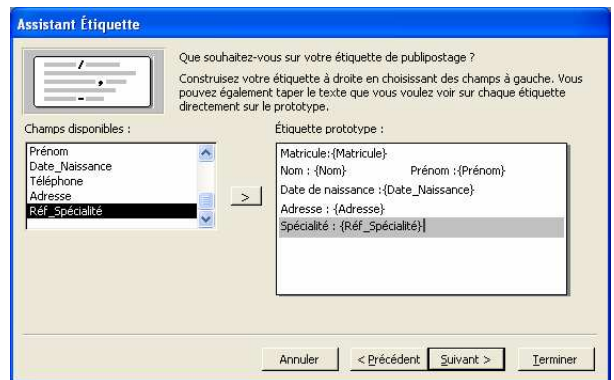 Assistant Étiquette
Que souhaitez-vous sur votre étiquette de publipostage ?
Construisez votre étiquette à droite en choisissant des champs à gauche. Vous
pouvez également taper le texte que vous voulez voir sur chaque étiquette
directement sur le prototype.
Champs disponibles :
Étiquette prototype :
Prénom
Date_Naissance
Téléphone
Adresse
Réf_Spécialité
>
Matricule:{Matricule}
Nom : {Nom} Prénom :{Prénom}
Date de naissance :{Date_Naissance}
Adresse : {Adresse}
Spécialité : {Réf_Spécialité}
Annuler < Précédent Suivant > Terminer